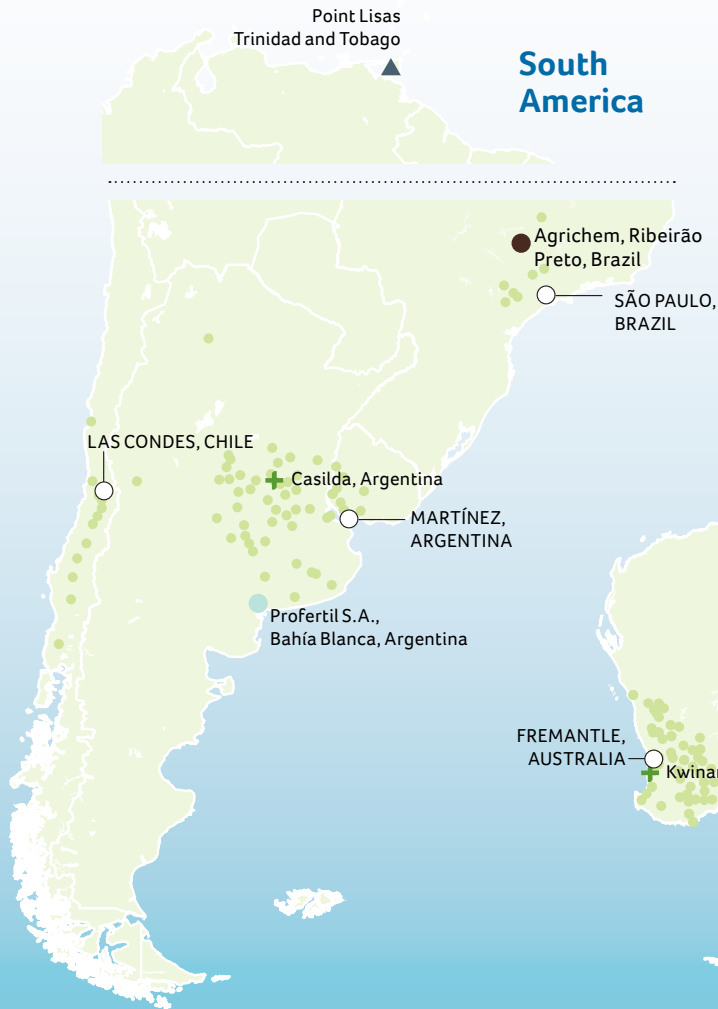 Point Lisas
Trinidad and Tobago
South
America
Agrichem, Ribeirão
Preto, Brazil
SÃO PAULO,
BRAZIL
LAS CONDES, CHILE
Casilda, Argentina
MARTÍNEZ,
ARGENTINA
Profertil S.A.,
Bahía Blanca, Argentina
FREMANTLE,
AUSTRALIA